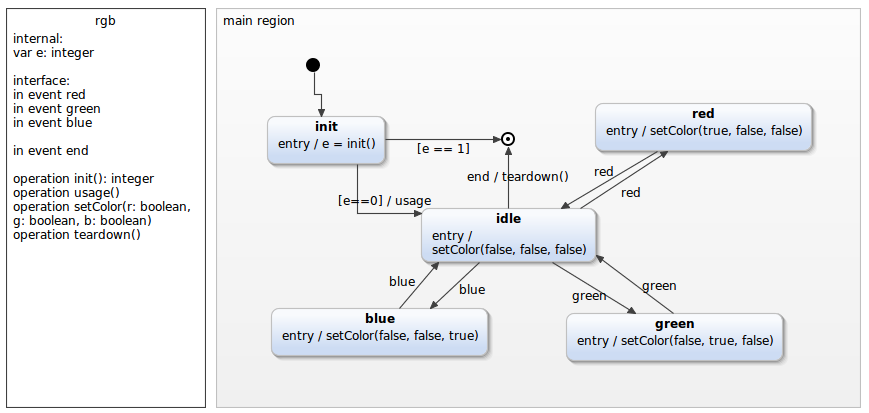 rgb
internal:
var e: integer
interface:
in event red
in event green
in event blue
in event end
operation init(): integer
operation usage()
operation setColor(r: boolean,
g: boolean, b: boolean)
operation teardown()
main region
init
entry / e = init()
[e == 1]
red
entry / setColor(true, false, false)
end / teardown()
red
red
[e==0] / usage
idle
entry /
setColor(false, false, false)
blue
blue
green
green
blue
entry / setColor(false, false, true)
green
entry / setColor(false, true, false)